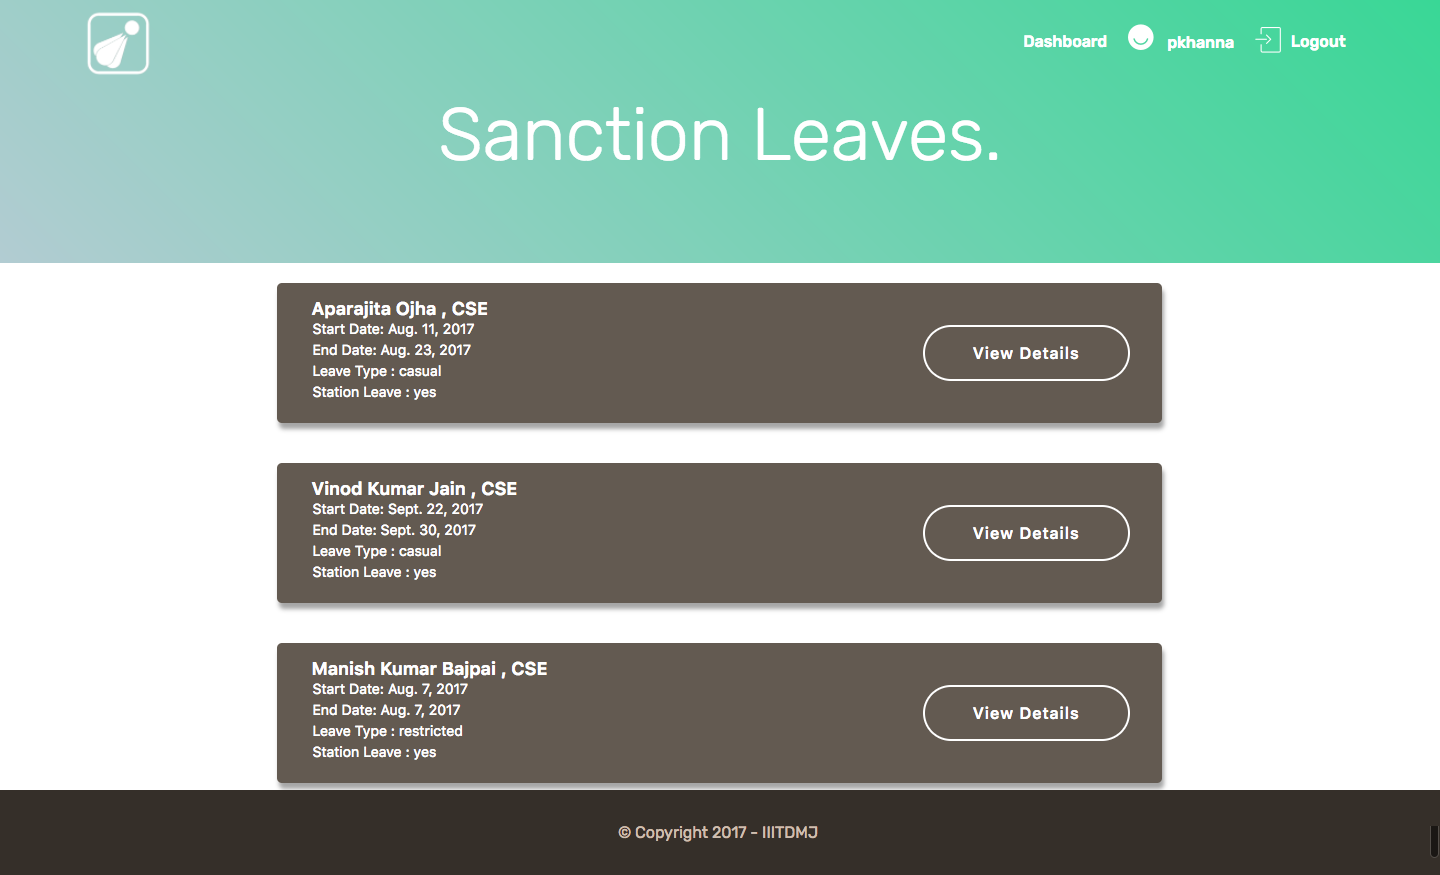 Dashboard
pkhanna
Logout
Sanction Leaves.
Aparajita Ojha , CSE
Start Date: Aug. 11, 2017
End Date: Aug. 23, 2017
Leave Type : casual
Station Leave : yes
View Details
Vinod Kumar Jain , CSE
Start Date: Sept. 22, 2017
End Date: Sept. 30, 2017
Leave Type : casual
Station Leave : yes
View Details
Manish Kumar Bajpai , CSE
Start Date: Aug. 7, 2017
End Date: Aug. 7, 2017
Leave Type : restricted
Station Leave : yes
View Details
© Copyright 2017 - IIITDMJ